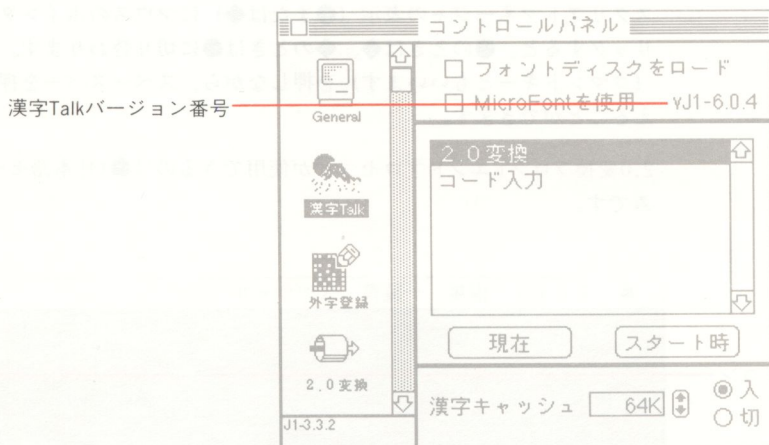 コントロールパネル
漢字Talkバージョン番号
General
漢字Talk
外字登録
2.0変換
J1-3.3.2
フォントディスクをロード
MicroFontを使用 vJ1-6.0.4
2.0変換
コード入力
現在 スタート時
漢字キャッシュ 64K 入
切